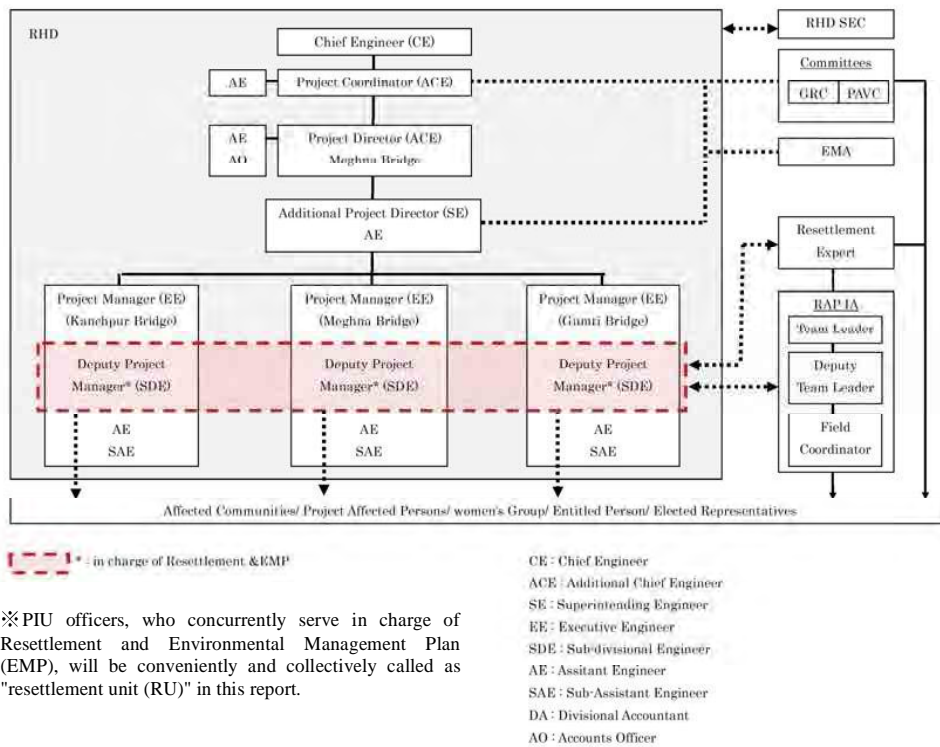 RHD
Chief Engineer (CE)
AE
Project Coordinator (ACE)
AE
AO
Project Director (ACE)
Meghna Bridge
Additional Project Director (SE)
AE
Project Manager (EE)
(Kanchpur Bridge)
Deputy Project
Manager* (SDE)
AE
SAE
Project Manager (EE)
(Meghna Bridge)
Deputy Project
Manager* (SDE)
AE
SAE
Project Manager (EE)
(Gumti Bridge)
Deputy Project
Manager* (SDE)
AE
SAE
RHD SEC
Committees
GRC
PAVC
EMA
Resettlement
Expert
RAP IA
Team Leader
Deputy
Team Leader
Field
Coordinator
Affected Communities/ Project Affected Persons/ women's Group/ Entitled Person/ Elected Representatives
* : in charge of Resettlement &EMP
※PIU officers, who concurrently serve in charge of
Resettlement and Environmental Management Plan
(EMP), will be conveniently and collectively called as
"resettlement unit (RU)" in this report.
CE : Chief Engineer
ACE : Additional Chief Engineer
SE : Superintending Engineer
EE : Executive Engineer
SDE : Sub-divisional Engineer
AE : Assitant Engineer
SAE : Sub-Assistant Engineer
DA : Divisional Accountant
AO : Accounts Officer